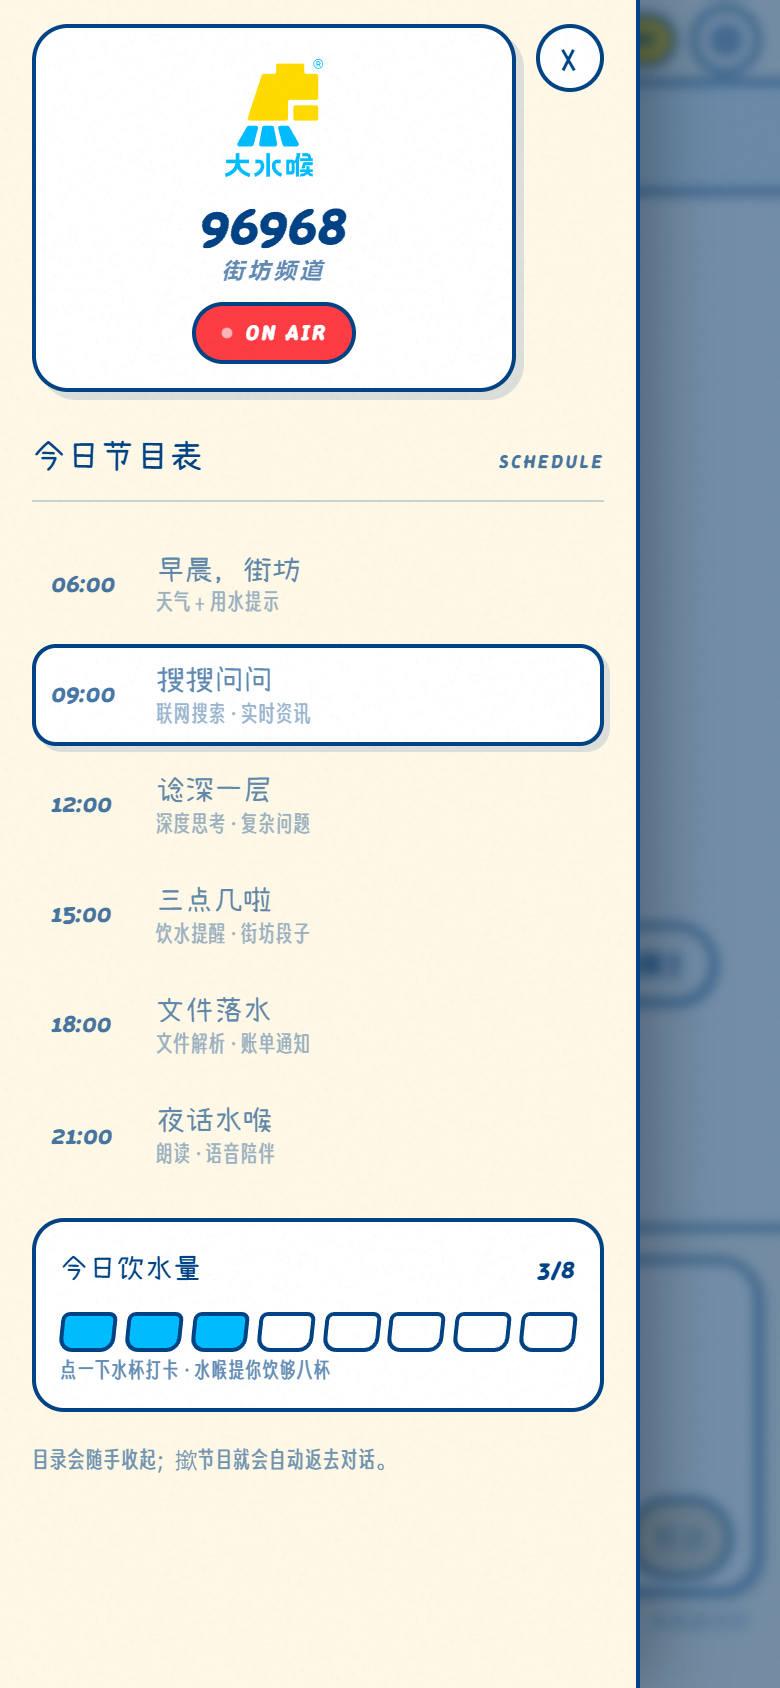 ®
大水喉
X
96968
街坊频道
ON AIR
今日节目表
SCHEDULE
06:00
早晨，街坊
天气 + 用水提示
09:00
搜搜问问
联网搜索 · 实时资讯
12:00
谂深一层
深度思考 · 复杂问题
15:00
三点几啦
饮水提醒 · 街坊段子
18:00
文件落水
文件解析 · 账单通知
21:00
夜话水喉
朗读 · 语音陪伴
今日饮水量
3/8
点一下水杯打卡 · 水喉提你饮够八杯
目录会随手收起；撳节目就会自动返去对话。